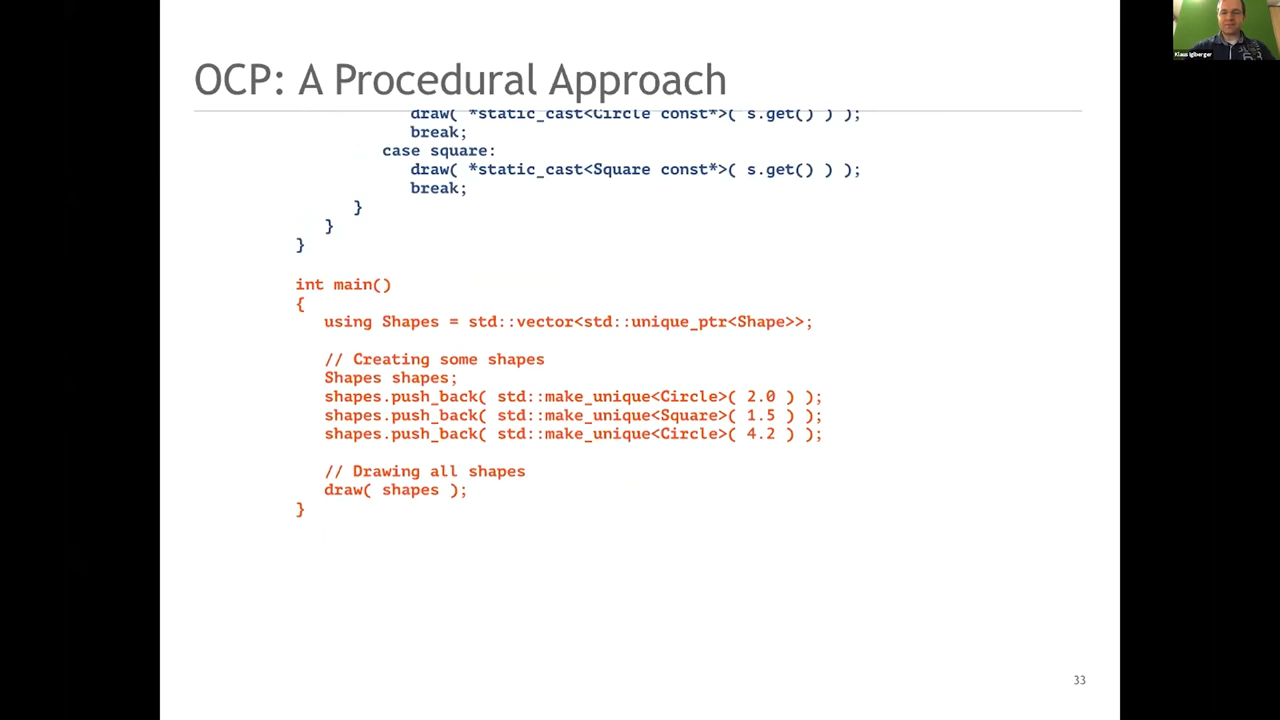 Klaus Iglberger
OCP: A Procedural Approach
draw( *static_cast<Circle const*>( s.get() ) );
break;
case square:
draw( *static_cast<Square const*>( s.get() ) );
break;
}
}
}
int main()
{
using Shapes = std::vector<std::unique_ptr<Shape>>;
// Creating some shapes
Shapes shapes;
shapes.push_back( std::make_unique<Circle>( 2.0 ) );
shapes.push_back( std::make_unique<Square>( 1.5 ) );
shapes.push_back( std::make_unique<Circle>( 4.2 ) );
// Drawing all shapes
draw( shapes );
}
33